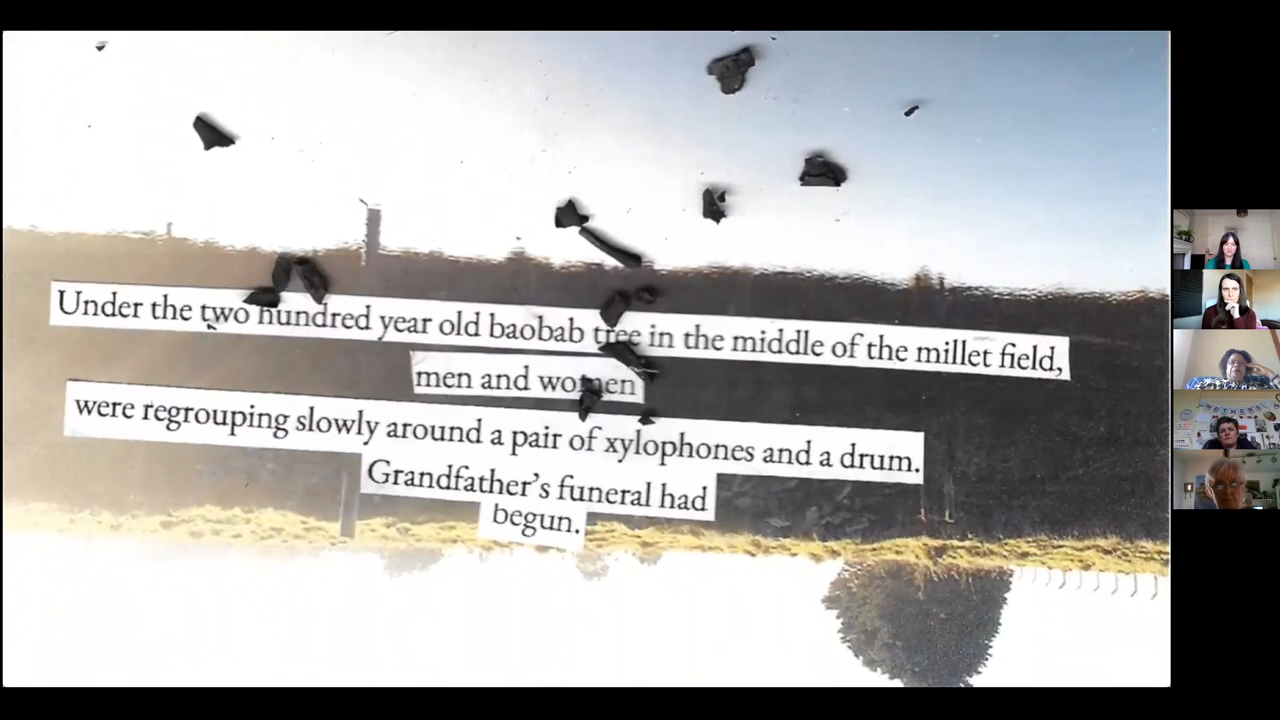 Under the two hundred year old baobab tree in the middle of the millet field,
men and women
were regrouping slowly around a pair of xylophones and a drum.
Grandfather's funeral had
begun.
MOTHERS